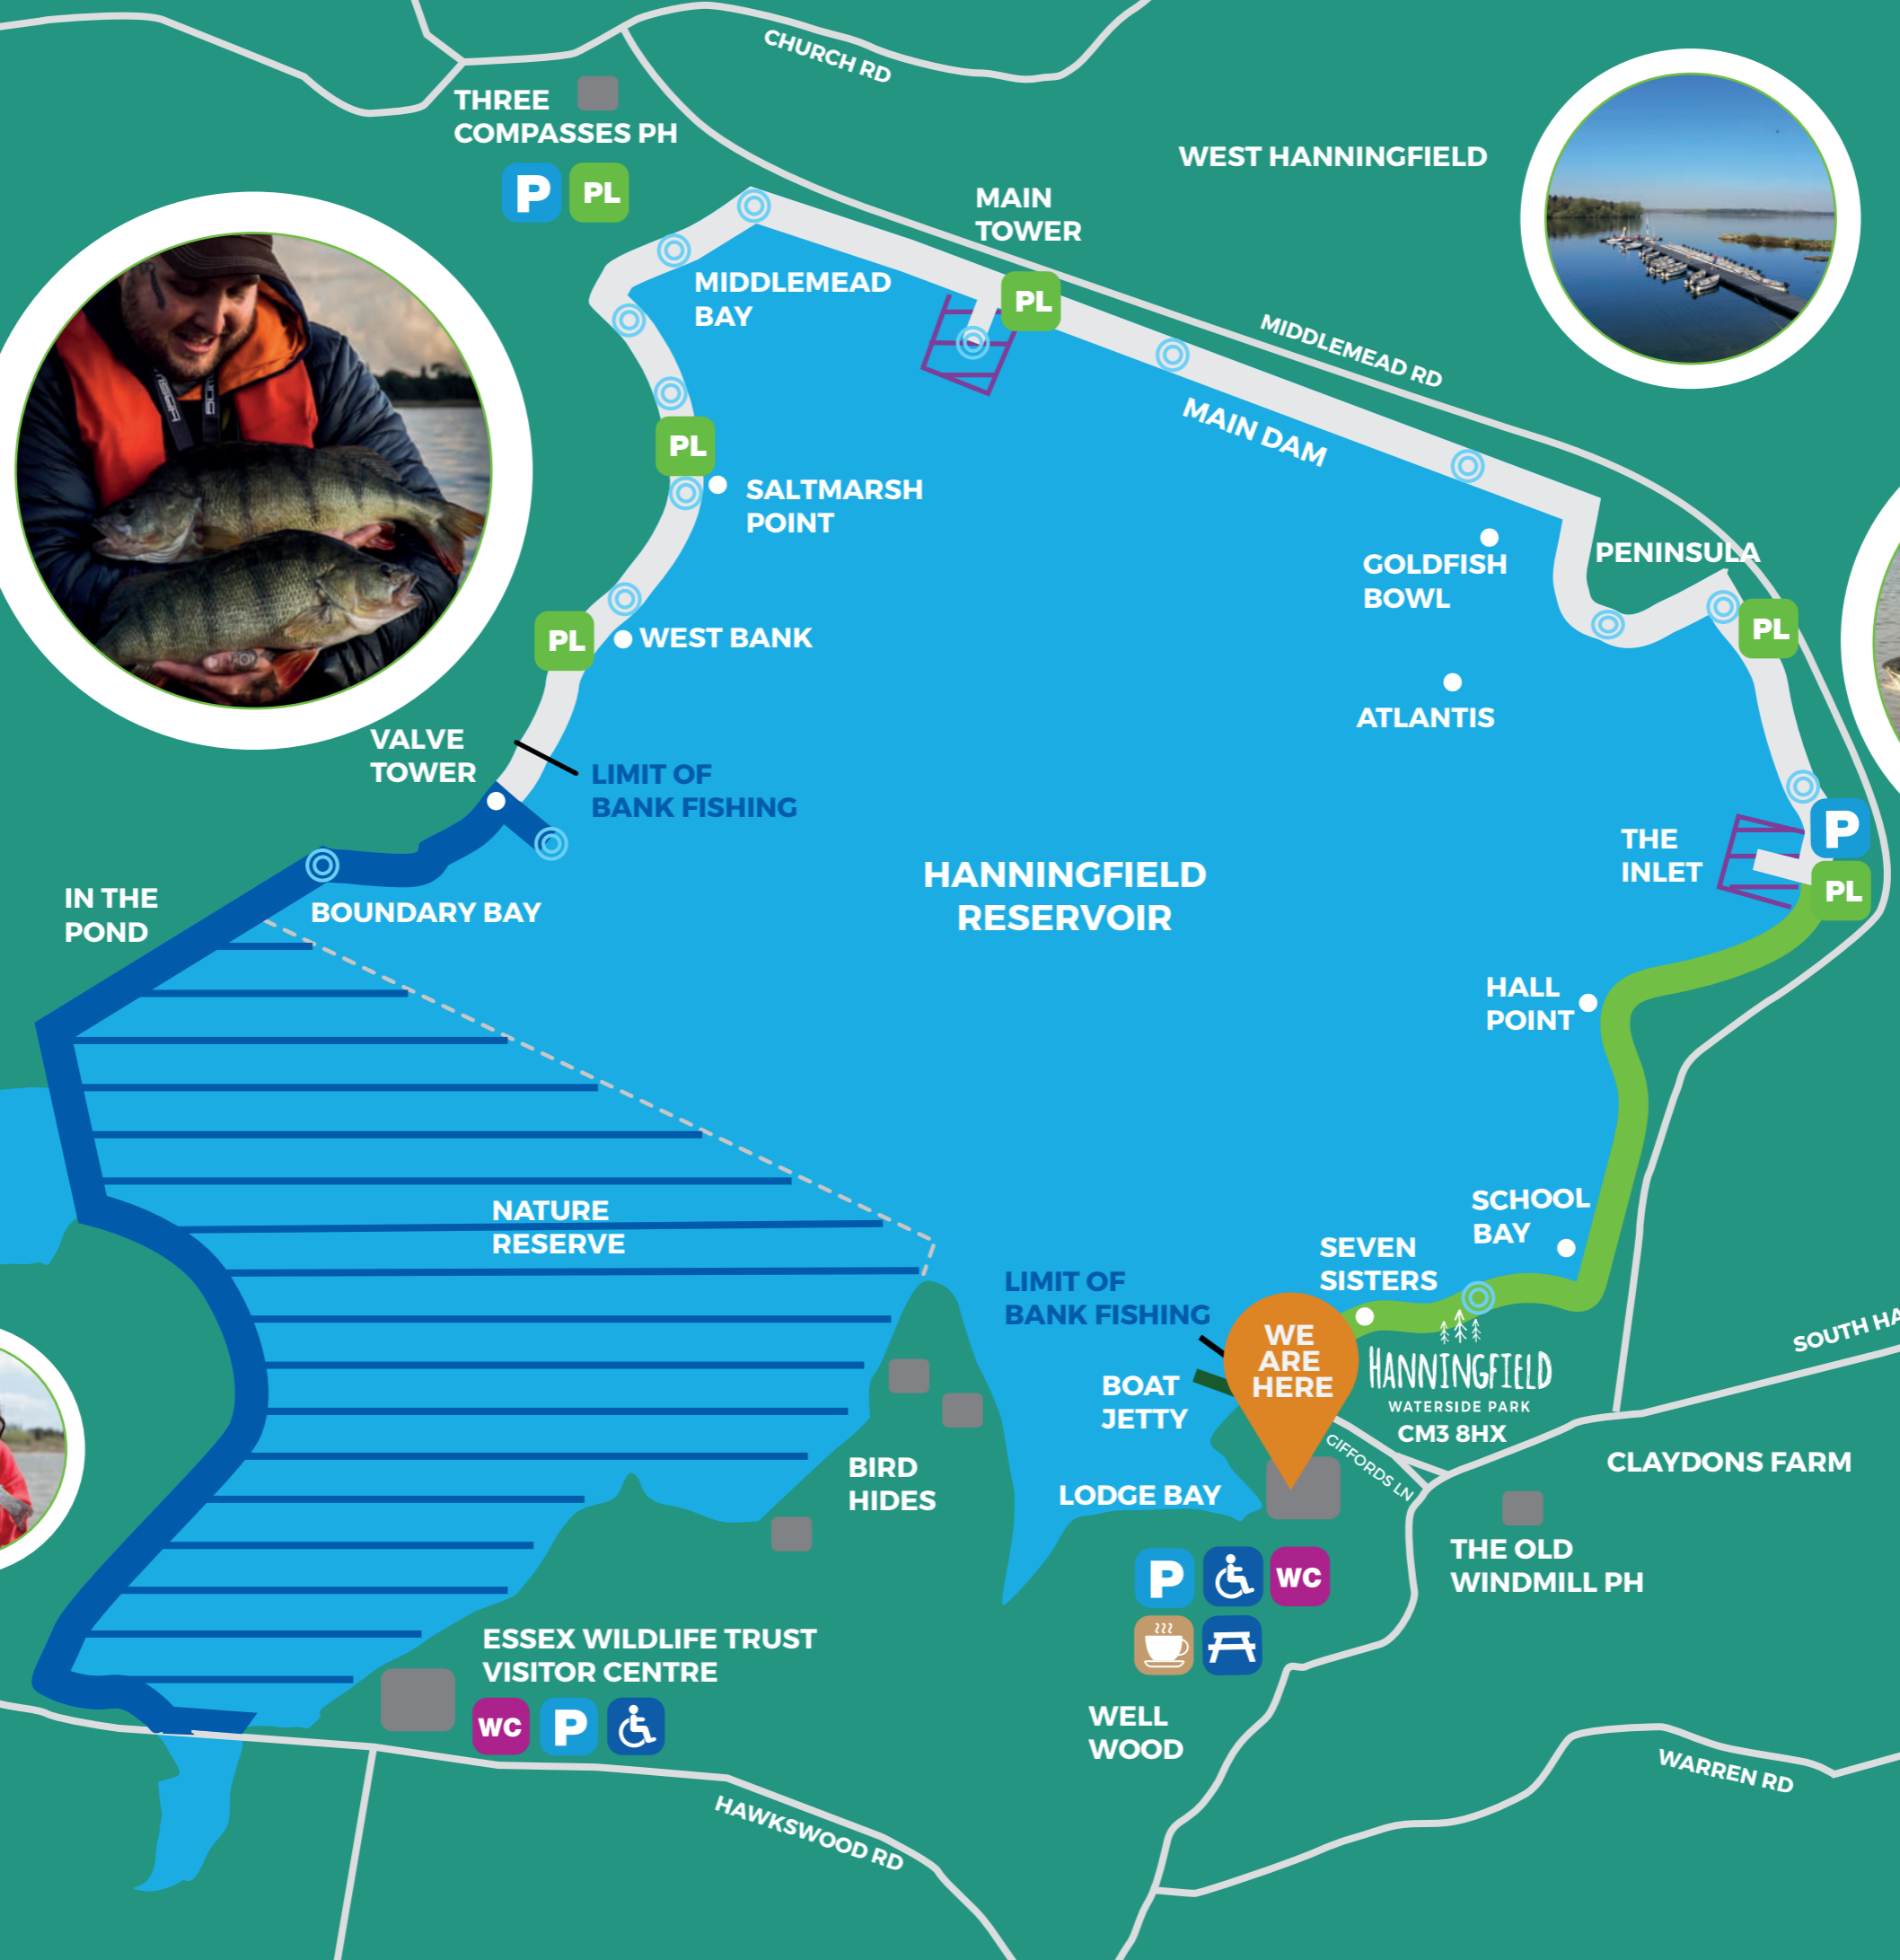 CHURCH RD
THREE
COMPASSES PH
P
PL
WEST HANNINGFIELD
MAIN
TOWER
MIDDLEMEAD
BAY
PL
MIDDLEMEAD RD
MAIN DAM
PL
SALTMARSH
POINT
GOLDFISH
BOWL
PENINSULA
PL
PL
WEST BANK
ATLANTIS
VALVE
TOWER
LIMIT OF
BANK FISHING
P
THE
INLET
PL
HANNINGFIELD
RESERVOIR
IN THE
POND
BOUNDARY BAY
HALL
POINT
NATURE
RESERVE
SCHOOL
BAY
SEVEN
SISTERS
LIMIT OF
BANK FISHING
WE
ARE
HERE
HANNINGFIELD
WATERSIDE PARK
CM3 8HX
SOUTH HA
BOAT
JETTY
GIFFORDS LN
CLAYDONS FARM
BIRD
HIDES
LODGE BAY
THE OLD
WINDMILL PH
P
WC
ESSEX WILDLIFE TRUST
VISITOR CENTRE
WC
P
WELL
WOOD
WARREN RD
HAWKSWOOD RD